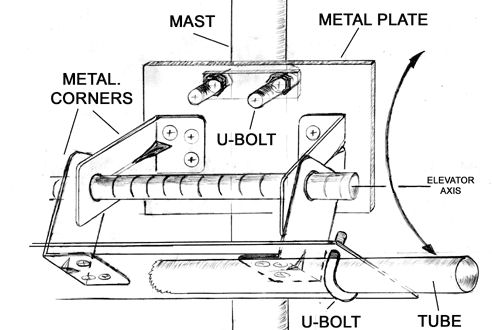 MAST
METAL PLATE
METAL.
CORNERS
U-BOLT
ELEVATOR
AXIS
U-BOLT
TUBE